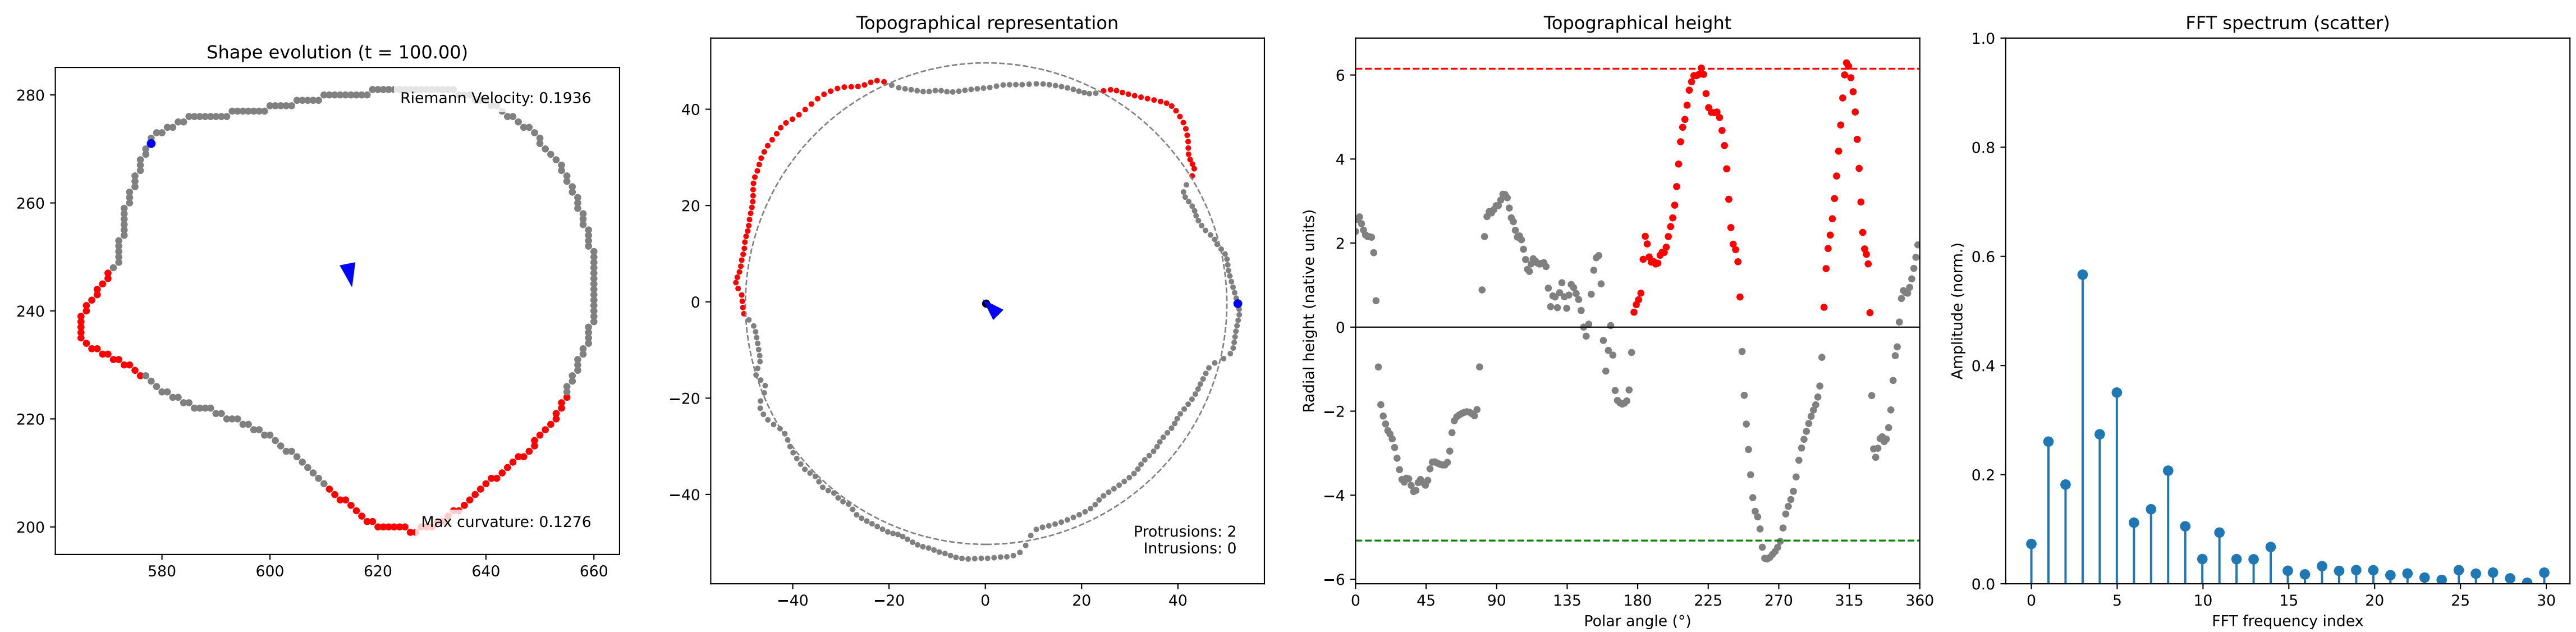 Shape evolution (t = 100.00)
Riemann Velocity: 0.1936
Max curvature: 0.1276
280
260
240
220
200
580 600 620 640 660
Topographical representation
40
20
0
−20
−40
−40 −20 0 20 40
Protrusions: 2
Intrusions: 0
Topographical height
Radial height (native units)
6
4
2
0
−2
−4
−6
0 45 90 135 180 225 270 315 360
Polar angle (°)
FFT spectrum (scatter)
Amplitude (norm.)
1.0
0.8
0.6
0.4
0.2
0.0
0 5 10 15 20 25 30
FFT frequency index